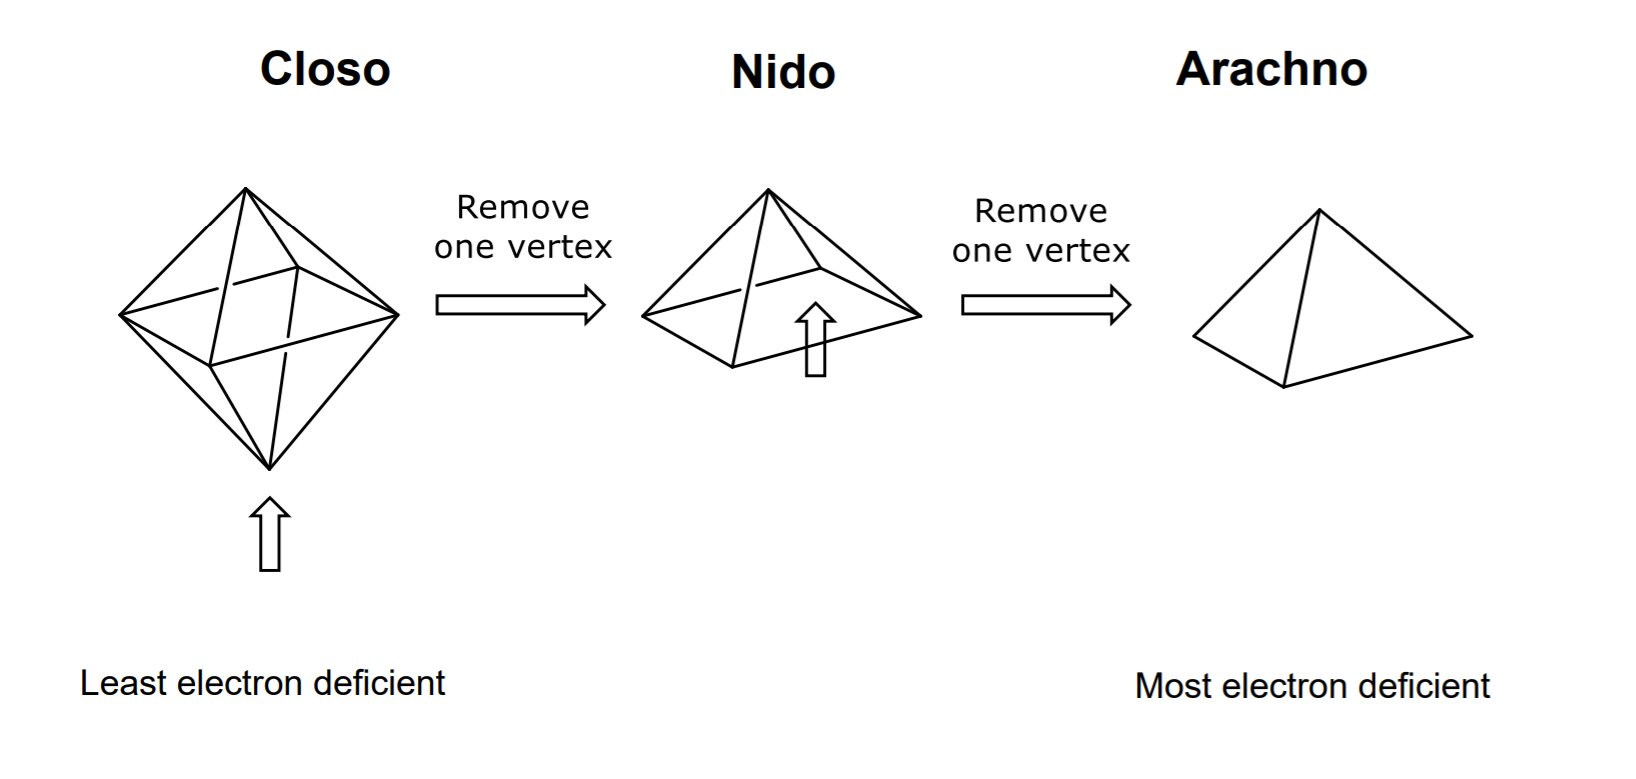 Closo
Nido
Arachno
Remove
one vertex
Remove
one vertex
Least electron deficient
Most electron deficient